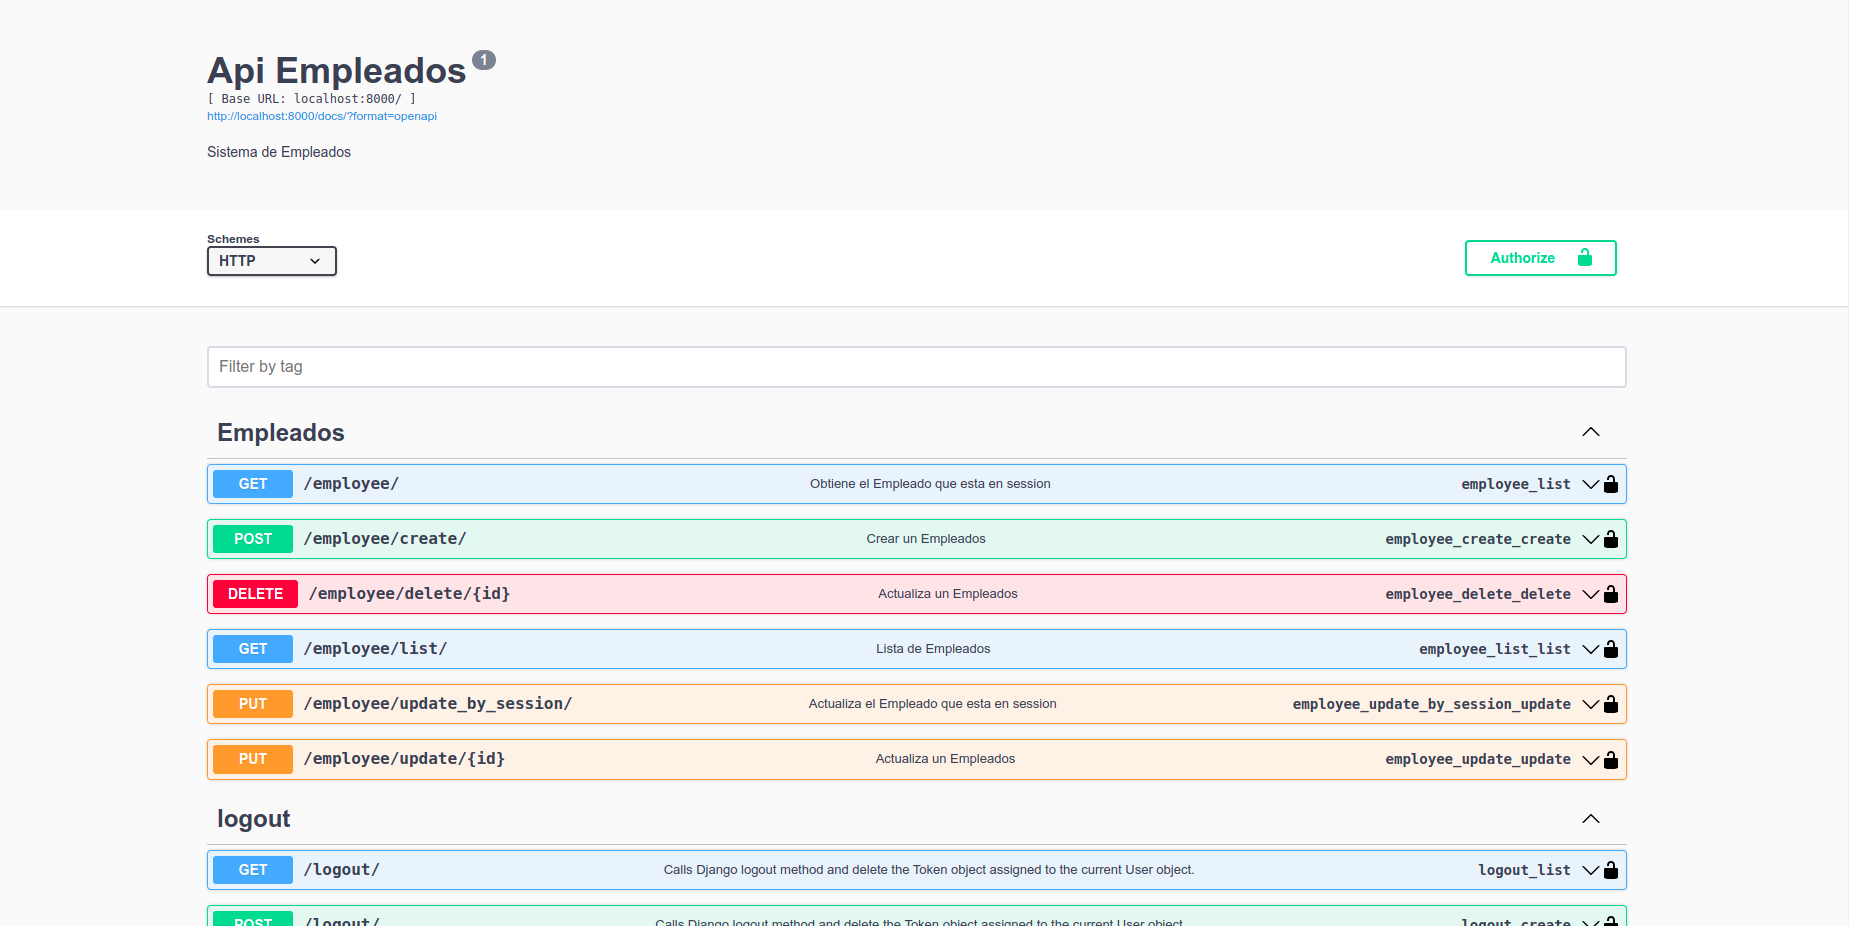 Api Empleados 1
[ Base URL: localhost:8000/ ]
http://localhost:8000/docs/?format=openapi
Sistema de Empleados
Schemes
HTTP
Authorize
Filter by tag
Empleados
GET /employee/ Obtiene el Empleado que esta en session employee_list
POST /employee/create/ Crear un Empleados employee_create_create
DELETE /employee/delete/{id} Actualiza un Empleados employee_delete_delete
GET /employee/list/ Lista de Empleados employee_list_list
PUT /employee/update_by_session/ Actualiza el Empleado que esta en session employee_update_by_session_update
PUT /employee/update/{id} Actualiza un Empleados employee_update_update
logout
GET /logout/ Calls Django logout method and delete the Token object assigned to the current User object. logout_list
POST /logout/ Calls Django logout method and delete the Token object assigned to the current User object. logout_create